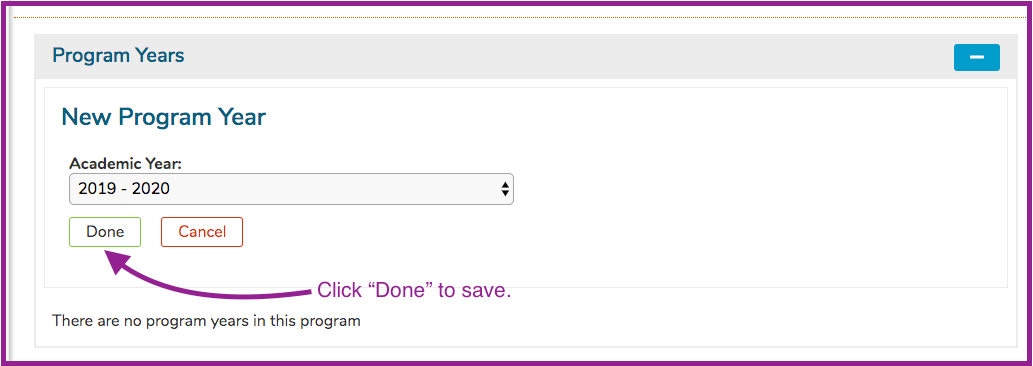 Program Years
New Program Year
Academic Year:
2019 - 2020
Done Cancel
Click “Done” to save.
There are no program years in this program